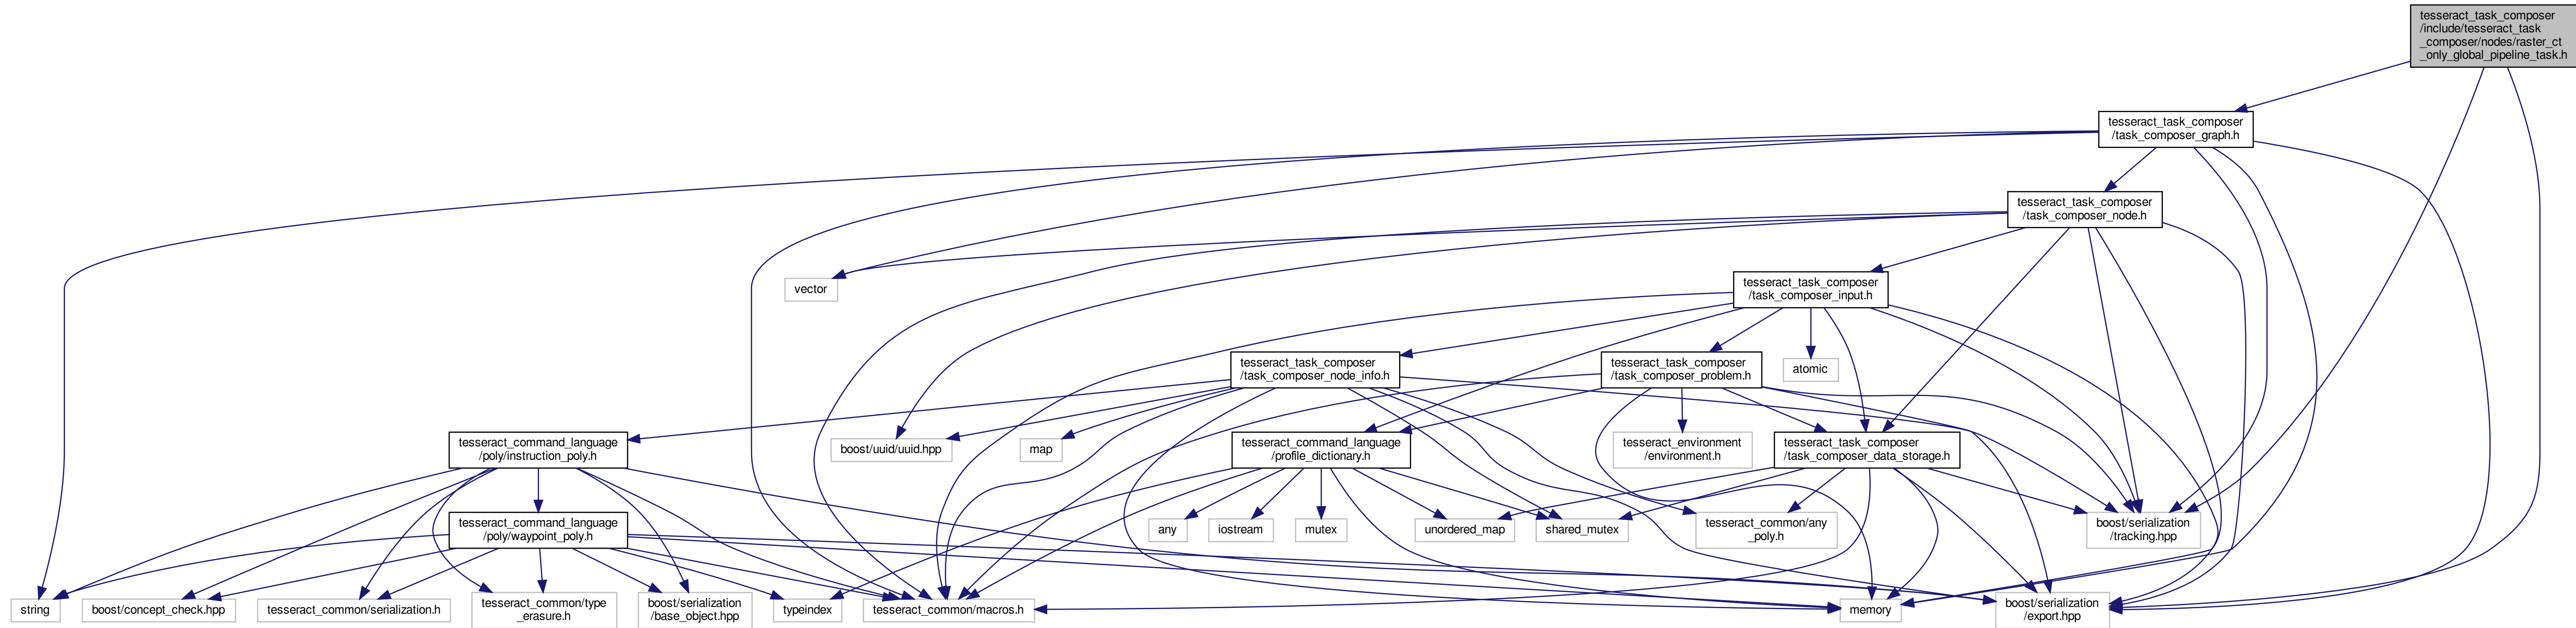 tesseract_task_composer
/include/tesseract_task
_composer/nodes/raster_ct
_only_global_pipeline_task.h
tesseract_task_composer
/task_composer_graph.h
tesseract_task_composer
/task_composer_node.h
vector
tesseract_task_composer
/task_composer_input.h
tesseract_task_composer
/task_composer_node_info.h
tesseract_task_composer
/task_composer_problem.h
atomic
tesseract_command_language
/poly/instruction_poly.h
boost/uuid/uuid.hpp
map
tesseract_command_language
/profile_dictionary.h
tesseract_environment
/environment.h
tesseract_task_composer
/task_composer_data_storage.h
tesseract_command_language
/poly/waypoint_poly.h
any
iostream
mutex
unordered_map
shared_mutex
tesseract_common/any
_poly.h
boost/serialization
/tracking.hpp
string
boost/concept_check.hpp
tesseract_common/serialization.h
tesseract_common/type
_erasure.h
boost/serialization
/base_object.hpp
typeindex
tesseract_common/macros.h
memory
boost/serialization
/export.hpp